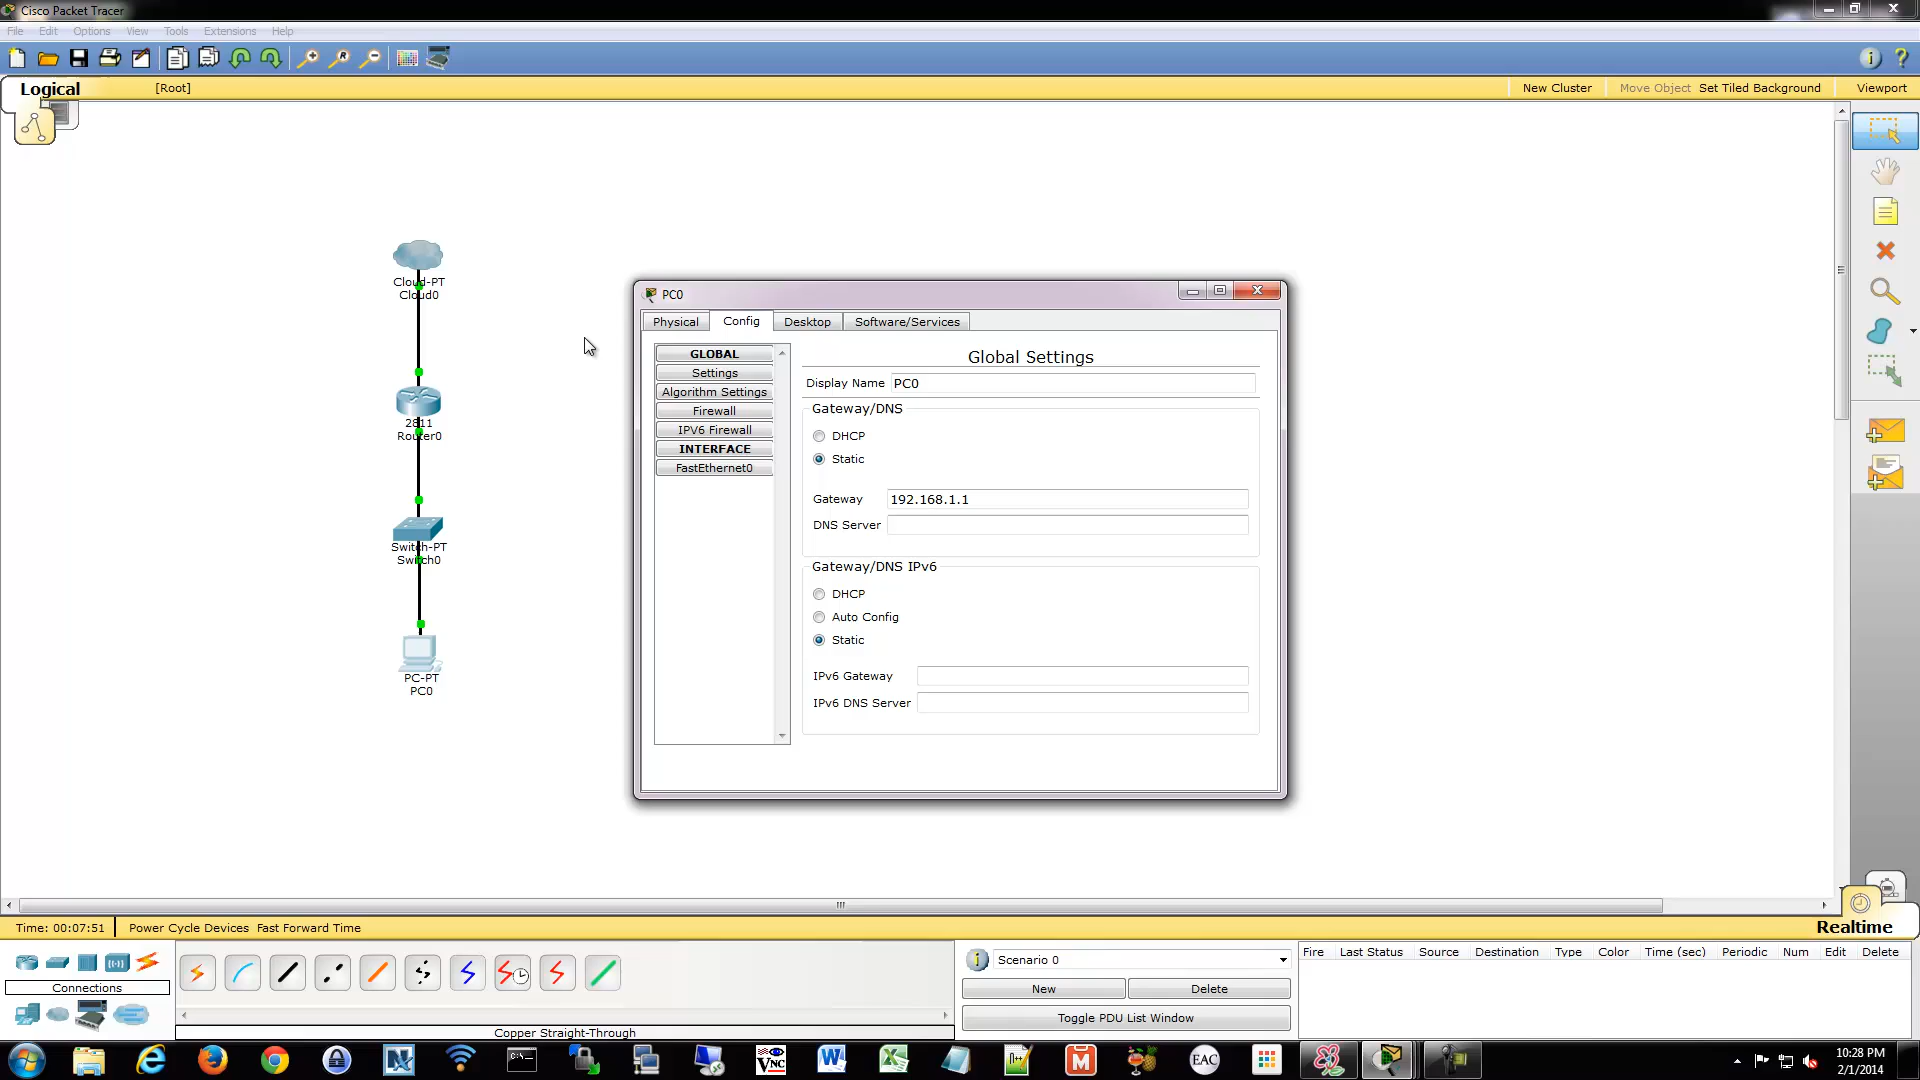 Cisco Packet Tracer
File Edit Options View Tools Extensions Help
Logical [Root] New Cluster Move Object Set Tiled Background Viewport
Cloud-PT
Cloud0
2811
Router0
Switch-PT
Switch0
PC-PT
PC0
PC0
Physical Config Desktop Software/Services
GLOBAL
Settings
Algorithm Settings
Firewall
IPV6 Firewall
INTERFACE
FastEthernet0
Global Settings
Display Name PC0
Gateway/DNS
DHCP
Static
Gateway 192.168.1.1
DNS Server
Gateway/DNS IPv6
DHCP
Auto Config
Static
IPv6 Gateway
IPv6 DNS Server
Time: 00:07:51 Power Cycle Devices Fast Forward Time Realtime
Connections
Copper Straight-Through
Scenario 0
New Delete
Toggle PDU List Window
Fire Last Status Source Destination Type Color Time (sec) Periodic Num Edit Delete
VNC
EAC
10:28 PM
2/1/2014